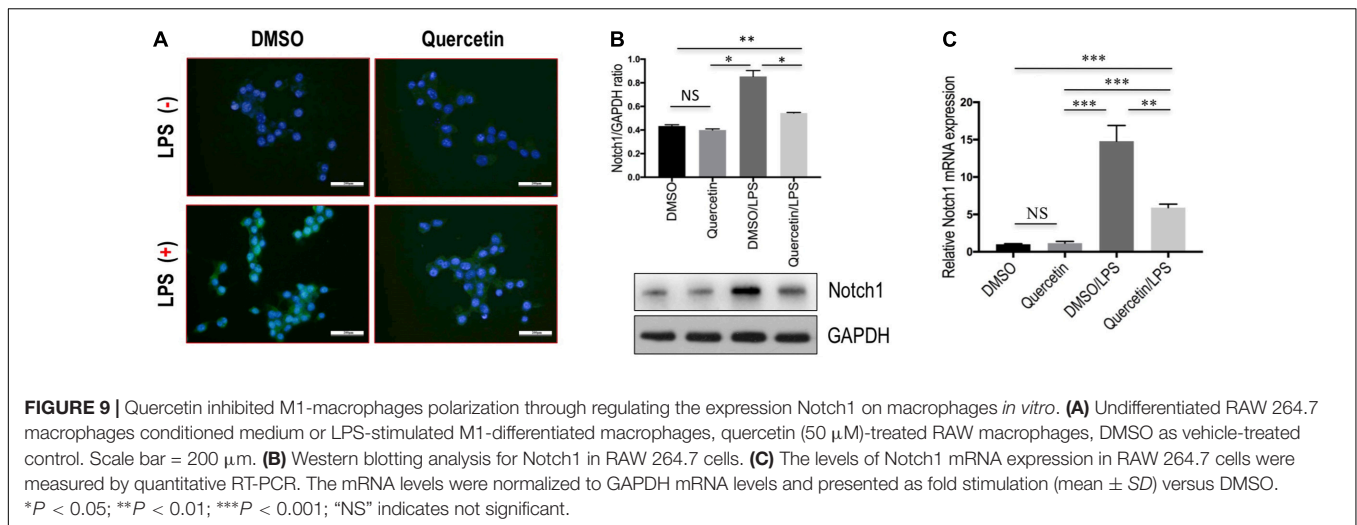 A
DMSO
Quercetin
LPS (-)
LPS (+)
B
**
*
*
NS
Notch1/GAPDH ratio
1.0
0.8
0.6
0.4
0.2
0.0
DMSO
Quercetin
DMSO/LPS
Quercetin/LPS
Notch1
GAPDH
C
***
***
***
**
NS
Relative Notch1 mRNA expression
20
15
10
5
0
DMSO
Quercetin
DMSO/LPS
Quercetin/LPS
FIGURE 9 | Quercetin inhibited M1-macrophages polarization through regulating the expression Notch1 on macrophages in vitro. (A) Undifferentiated RAW 264.7
macrophages conditioned medium or LPS-stimulated M1-differentiated macrophages, quercetin (50 μM)-treated RAW macrophages, DMSO as vehicle-treated
control. Scale bar = 200 μm. (B) Western blotting analysis for Notch1 in RAW 264.7 cells. (C) The levels of Notch1 mRNA expression in RAW 264.7 cells were
measured by quantitative RT-PCR. The mRNA levels were normalized to GAPDH mRNA levels and presented as fold stimulation (mean ± SD) versus DMSO.
*P < 0.05; **P < 0.01; ***P < 0.001; “NS” indicates not significant.